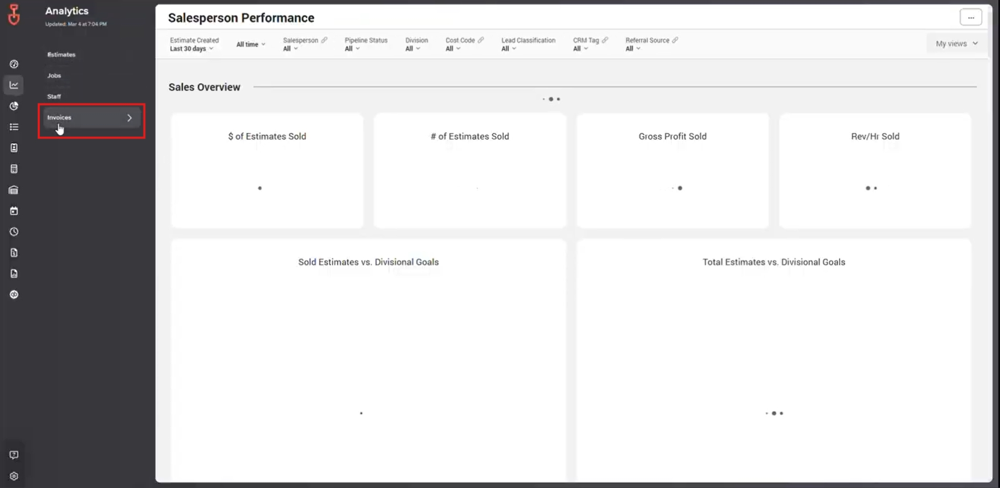 Analytics
Updated: Mar 4 at 7:04 PM
Estimates
Jobs
Staff
Invoices
Salesperson Performance
...
Estimate Created
Last 30 days
All time
Salesperson
All
Pipeline Status
All
Division
All
Cost Code
All
Lead Classification
All
CRM Tag
All
Referral Source
All
My views
Sales Overview
$ of Estimates Sold
# of Estimates Sold
Gross Profit Sold
Rev/Hr Sold
Sold Estimates vs. Divisional Goals
Total Estimates vs. Divisional Goals